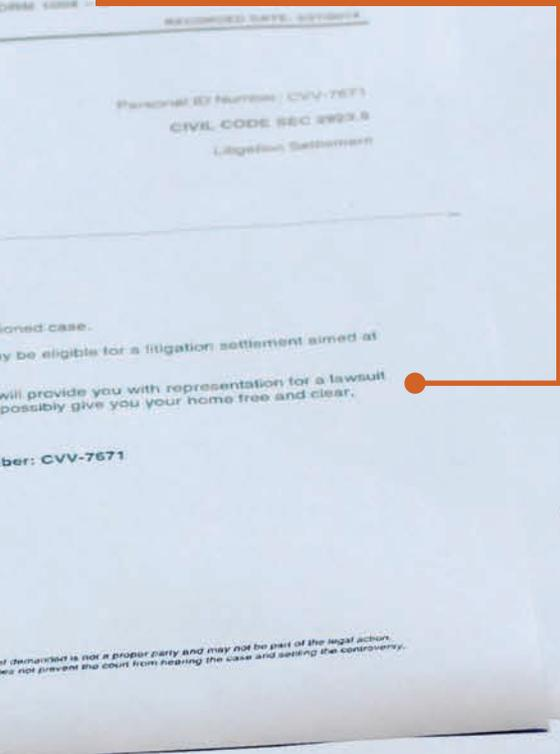 RECORDED DATE:
Personal ID Number: CVV-7671
CIVIL CODE SEC 2923.5
Litigation Settlement
ioned case.
y be eligible for a litigation settlement aimed at
will provide you with representation for a lawsuit
possibly give you your home free and clear.
ber: CVV-7671
demanded is not a proper party and may not be part of the legal action.
es not prevent the court from hearing the case and settling the controversy.